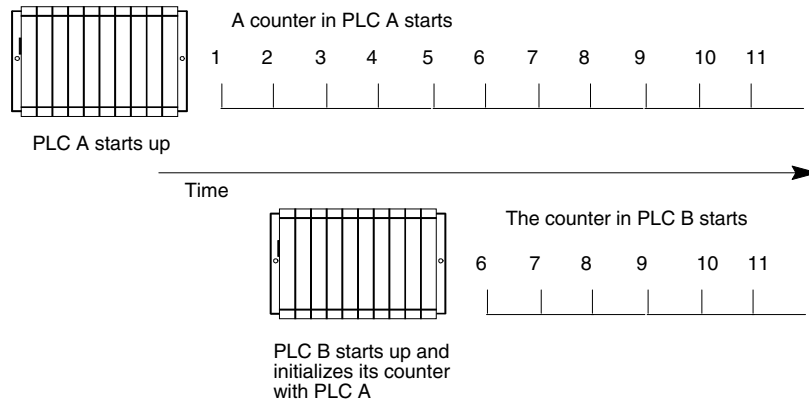 A counter in PLC A starts
1 2 3 4 5 6 7 8 9 10 11
PLC A starts up
Time
The counter in PLC B starts
6 7 8 9 10 11
PLC B starts up and
initializes its counter
with PLC A